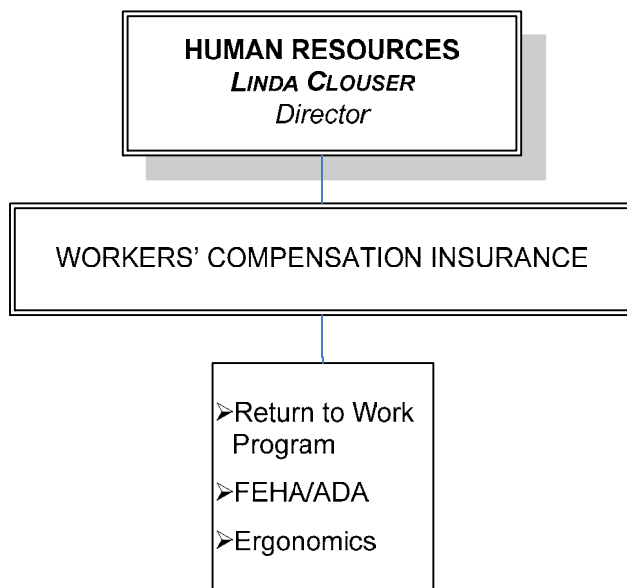 HUMAN RESOURCES
LINDA CLOUSER
Director
WORKERS’ COMPENSATION INSURANCE
➢Return to Work
Program
➢FEHA/ADA
➢Ergonomics